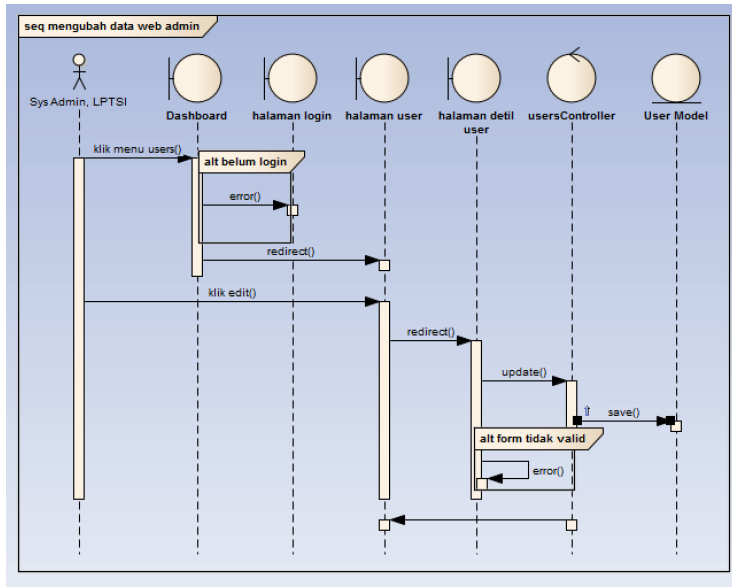 seq mengubah data web admin
Sys Admin, LPTSI
Dashboard
halaman login
halaman user
halaman detil
user
usersController
User Model
klik menu users()
alt belum login
error()
redirect()
klik edit()
redirect()
update()
save()
alt form tidak valid
error()